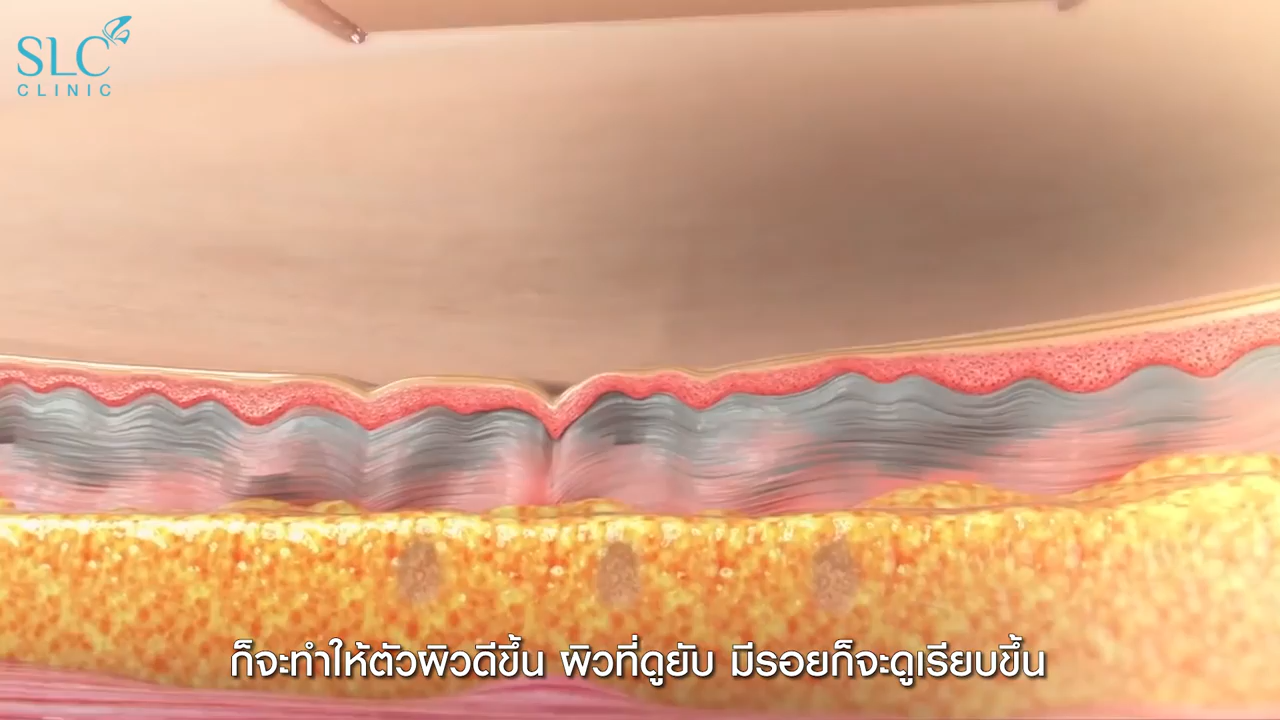 SLC
CLINIC
ก็จะทำให้ตัวผิวดีขึ้น ผิวที่ดูยับ มีรอยก็จะดูเรียบขึ้น